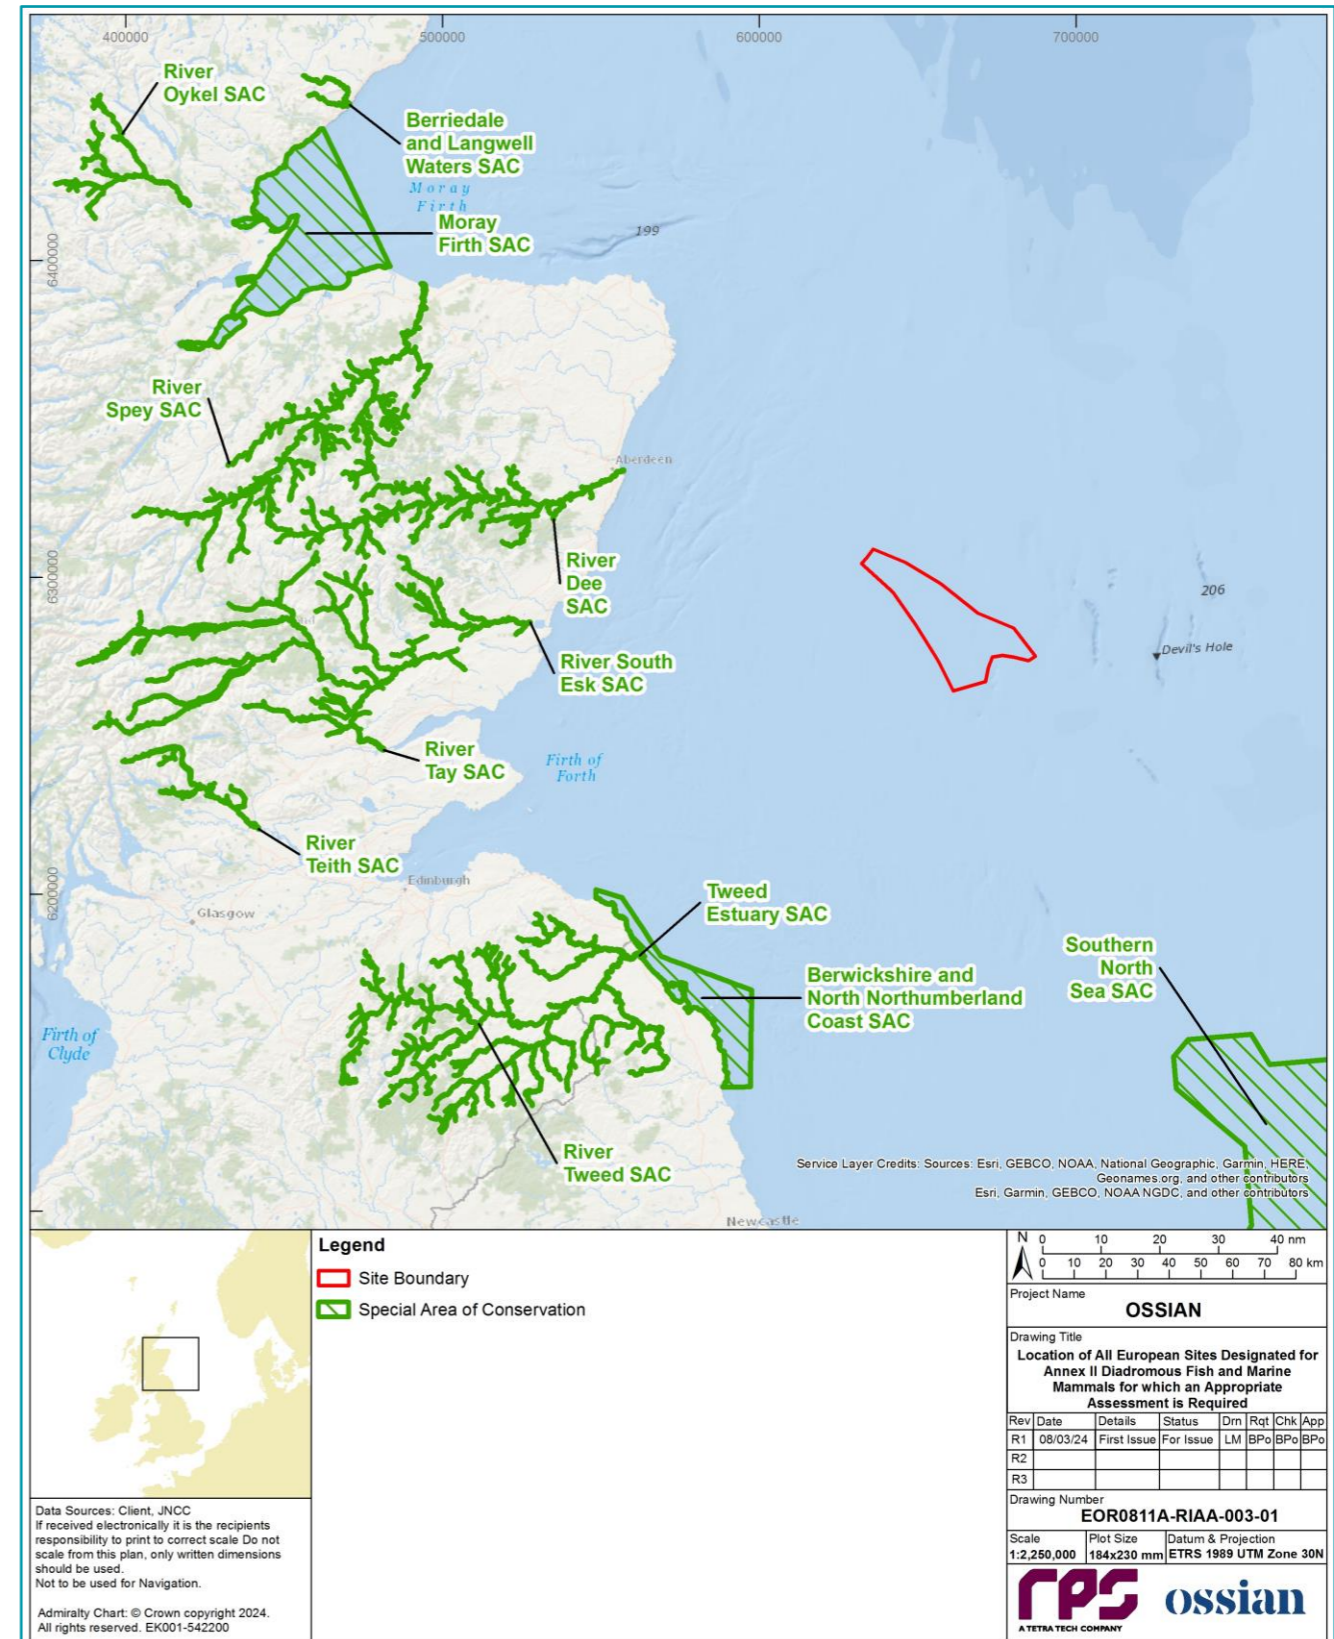 400000
500000
600000
700000
6400000
6300000
6200000
River
Oykel SAC
Berriedale
and Langwell
Waters SAC
Moray
Firth
Moray
Firth SAC
199
River
Spey SAC
Aberdeen
River
Dee
SAC
206
Devil's Hole
River South
Esk SAC
River
Tay SAC
Firth of
Forth
River
Teith SAC
Edinburgh
Glasgow
Tweed
Estuary SAC
Southern
North
Sea SAC
Berwickshire and
North Northumberland
Coast SAC
Firth of
Clyde
River
Tweed SAC
Service Layer Credits: Sources: Esri, GEBCO, NOAA, National Geographic, Garmin, HERE,
Geonames.org, and other contributors
Esri, Garmin, GEBCO, NOAA NGDC, and other contributors
Newcastle
Legend
Site Boundary
Special Area of Conservation
N
0 10 20 30 40 nm
0 10 20 30 40 50 60 70 80 km
Project Name
OSSIAN
Drawing Title
Location of All European Sites Designated for
Annex II Diadromous Fish and Marine
Mammals for which an Appropriate
Assessment is Required
Rev Date Details Status Drn Rqt Chk App
R1 08/03/24 First Issue For Issue LM BPo BPo BPo
R2
R3
Drawing Number
EOR0811A-RIAA-003-01
Scale Plot Size Datum & Projection
1:2,250,000 184x230 mm ETRS 1989 UTM Zone 30N
rps
A TETRA TECH COMPANY
ossian
Data Sources: Client, JNCC
If received electronically it is the recipients
responsibility to print to correct scale Do not
scale from this plan, only written dimensions
should be used.
Not to be used for Navigation.
Admiralty Chart: © Crown copyright 2024.
All rights reserved. EK001-542200